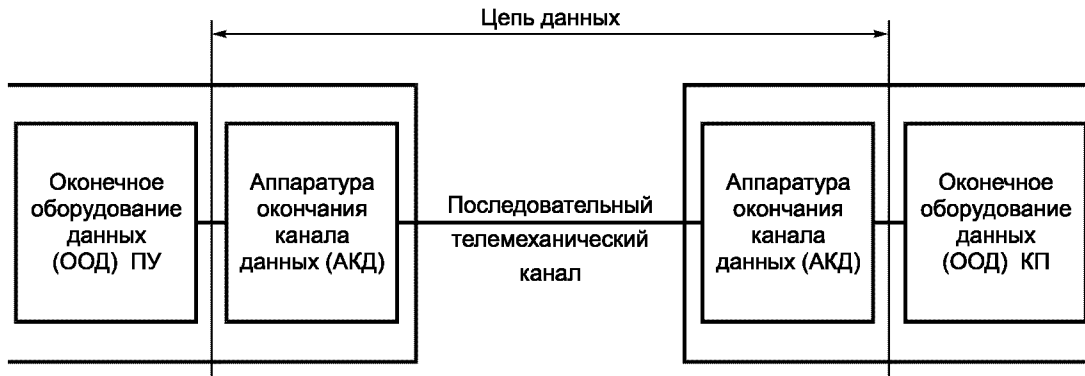 Цепь данных
Оконечное
оборудование
данных
(ООД) ПУ
Аппаратура
окончания
канала
данных (АКД)
Последовательный
телемеханический
канал
Аппаратура
окончания
канала
данных (АКД)
Оконечное
оборудование
данных
(ООД) КП